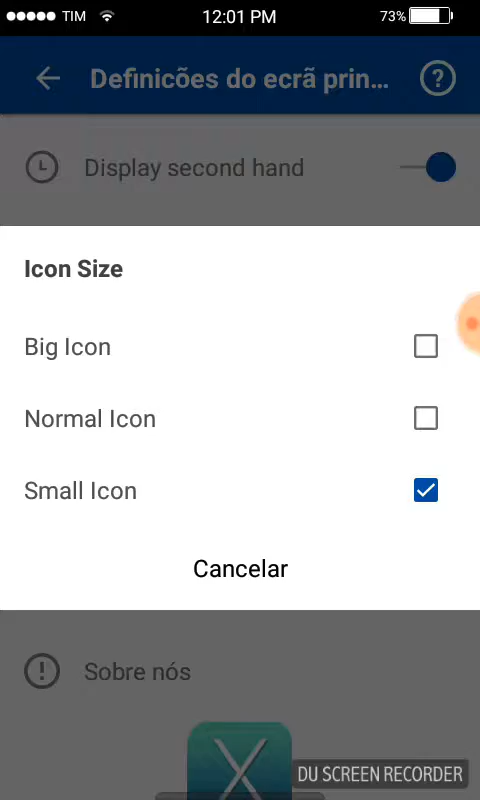 TIM 12:01 PM 73%
Definicões do ecrã prin...
Display second hand
Icon Size
Big Icon
Normal Icon
Small Icon
Cancelar
Sobre nós
X
DU SCREEN RECORDER